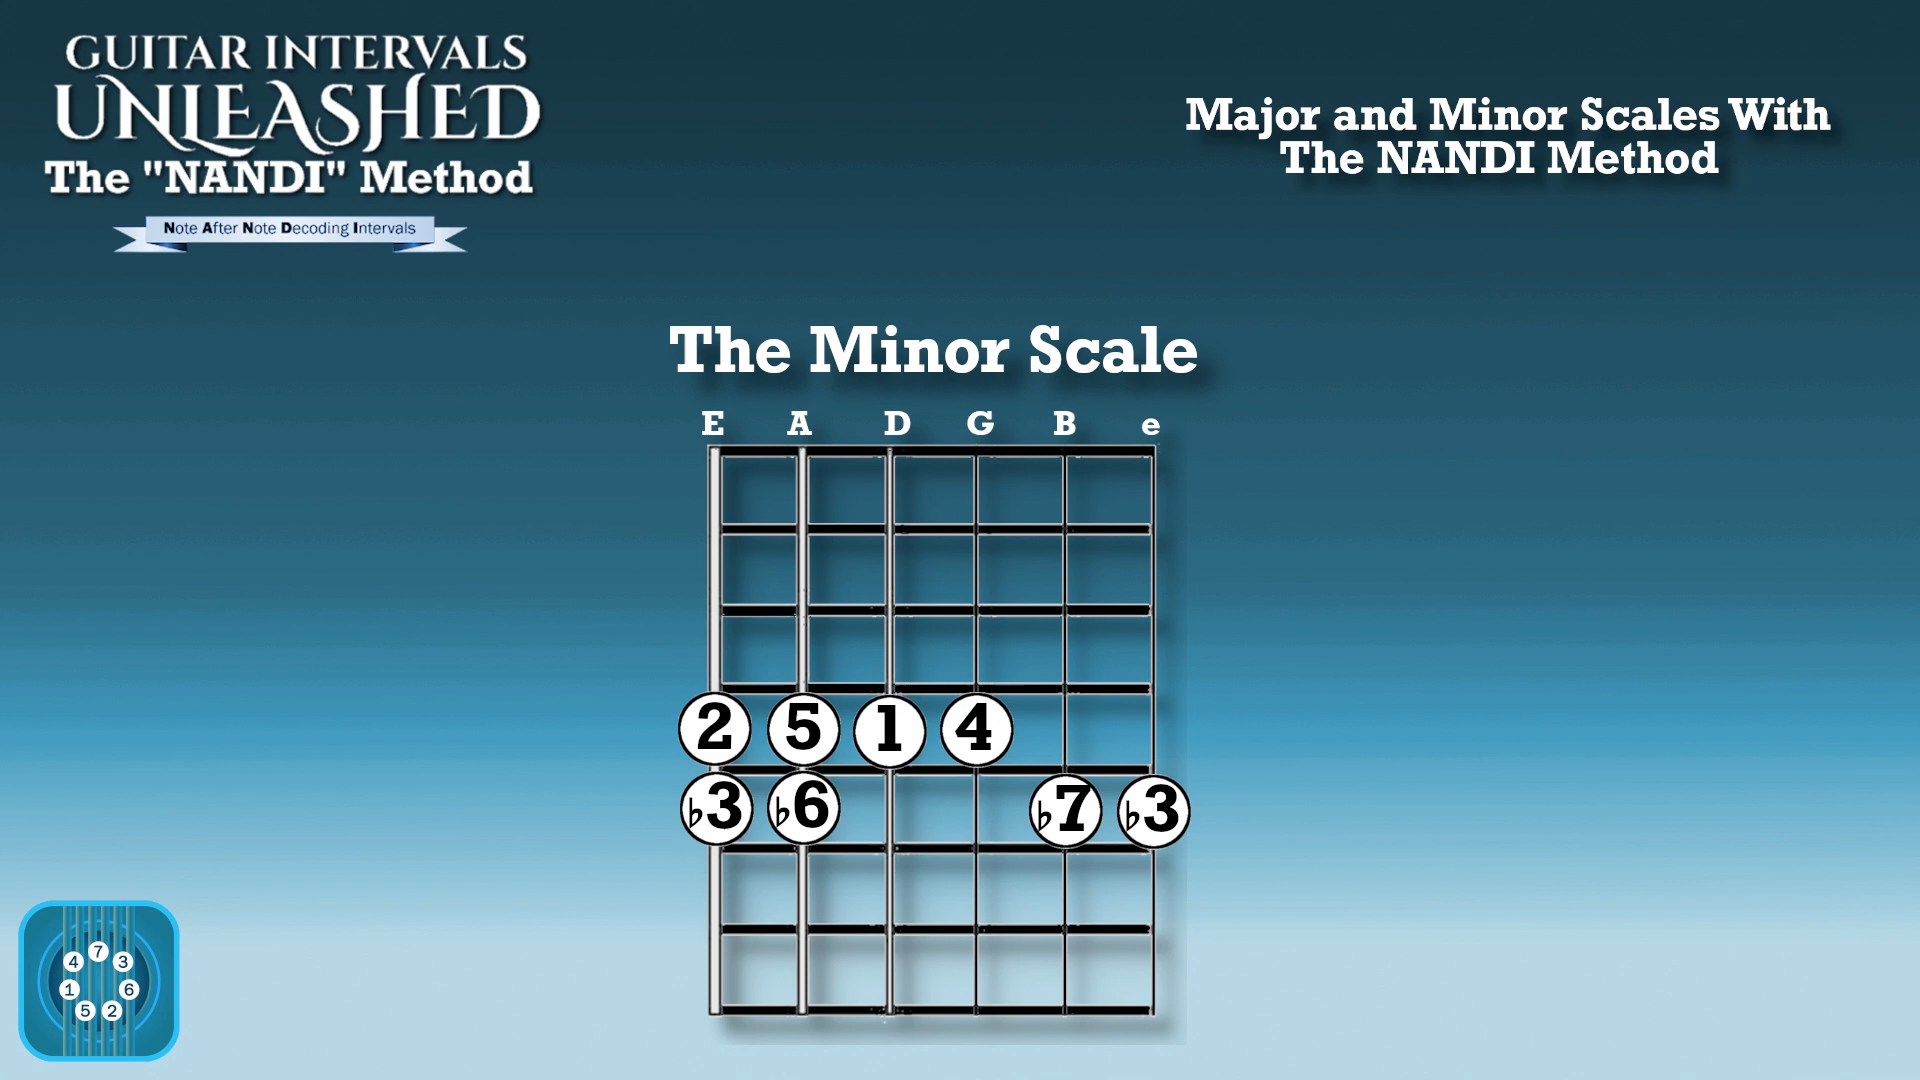 GUITAR INTERVALS
UNLEASHED
The "NANDI" Method
Note After Note Decoding Intervals
Major and Minor Scales With
The NANDI Method
The Minor Scale
E A D G B e
2 5 1 4
♭3 ♭6 ♭7 ♭3
7
4 3
1 6
5 2